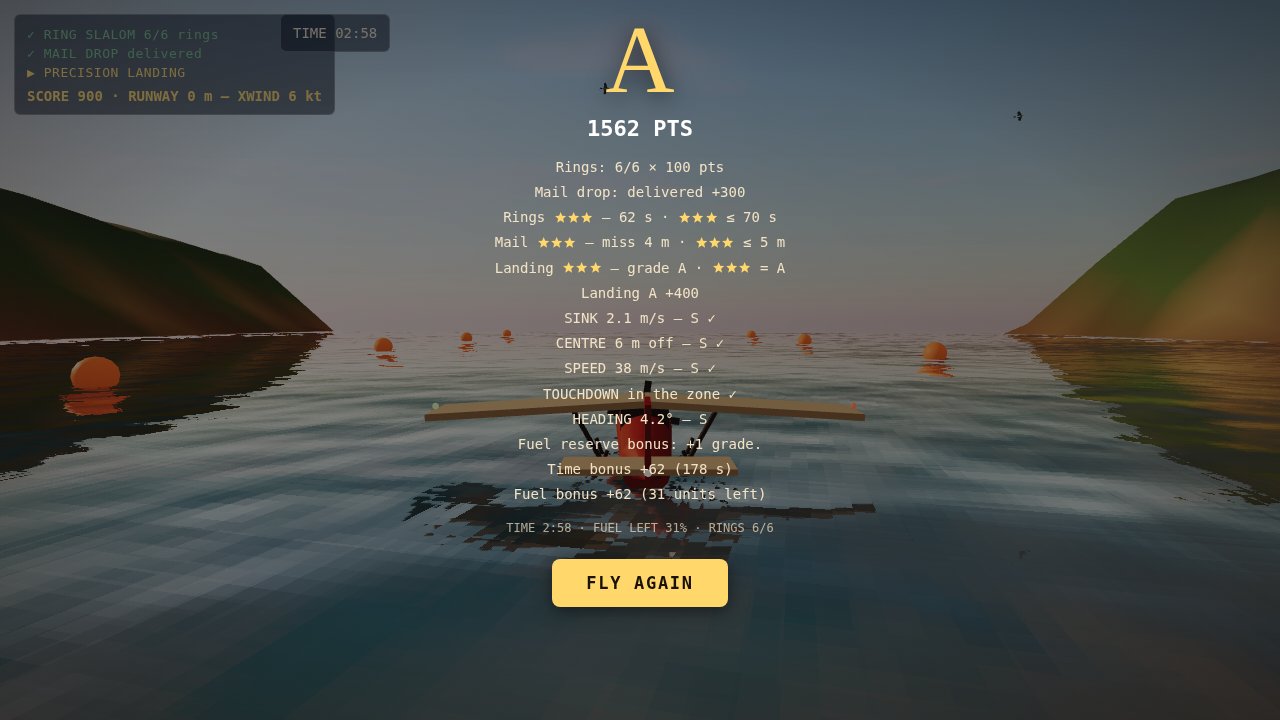 ✓ RING SLALOM 6/6 rings
✓ MAIL DROP delivered
▶ PRECISION LANDING
SCORE 900 · RUNWAY 0 m — XWIND 6 kt
TIME 02:58
A
1562 PTS
Rings: 6/6 × 100 pts
Mail drop: delivered +300
Rings ★★★ — 62 s · ★★★ ≤ 70 s
Mail ★★★ — miss 4 m · ★★★ ≤ 5 m
Landing ★★★ — grade A · ★★★ = A
Landing A +400
SINK 2.1 m/s — S ✓
CENTRE 6 m off — S ✓
SPEED 38 m/s — S ✓
TOUCHDOWN in the zone ✓
HEADING 4.2° — S
Fuel reserve bonus: +1 grade.
Time bonus +62 (178 s)
Fuel bonus +62 (31 units left)
TIME 2:58 · FUEL LEFT 31% · RINGS 6/6
FLY AGAIN